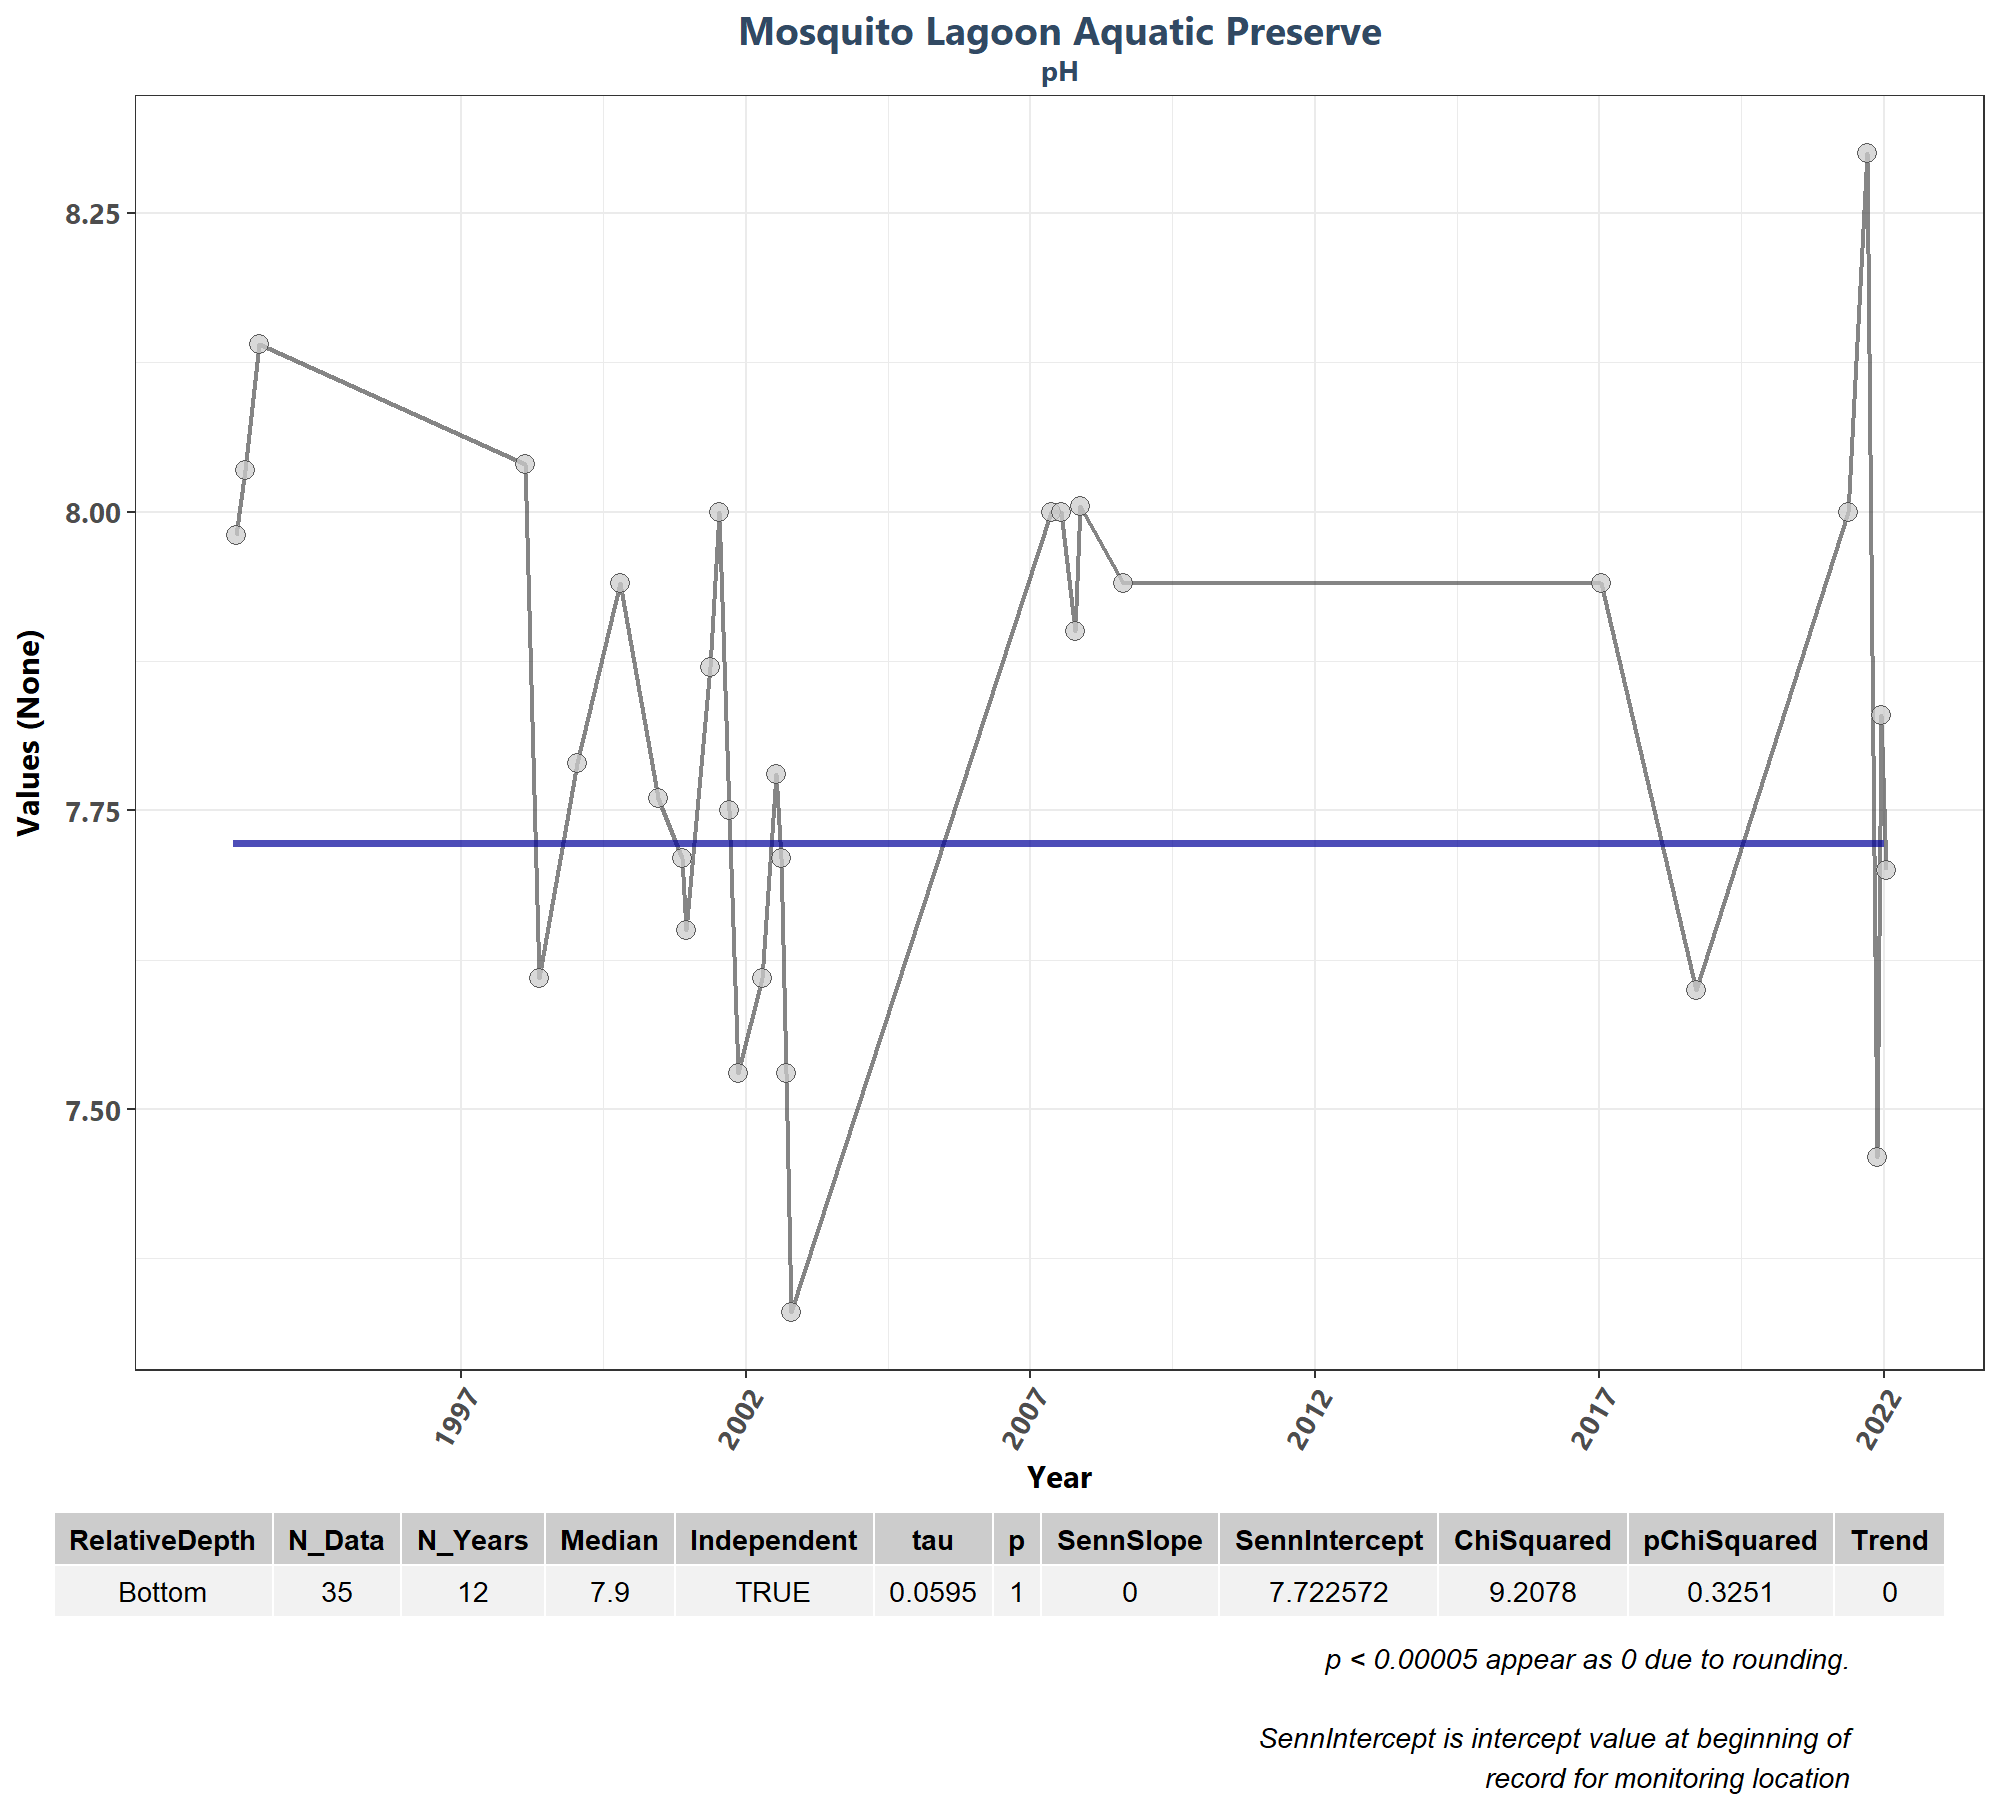 Mosquito Lagoon Aquatic Preserve
pH
Values (None)
8.25
8.00
7.75
7.50
1997
2002
2007
2012
2017
2022
Year
RelativeDepth N_Data N_Years Median Independent tau p SennSlope SennIntercept ChiSquared pChiSquared Trend
Bottom 35 12 7.9 TRUE 0.0595 1 0 7.722572 9.2078 0.3251 0
p < 0.00005 appear as 0 due to rounding.
SennIntercept is intercept value at beginning of
record for monitoring location